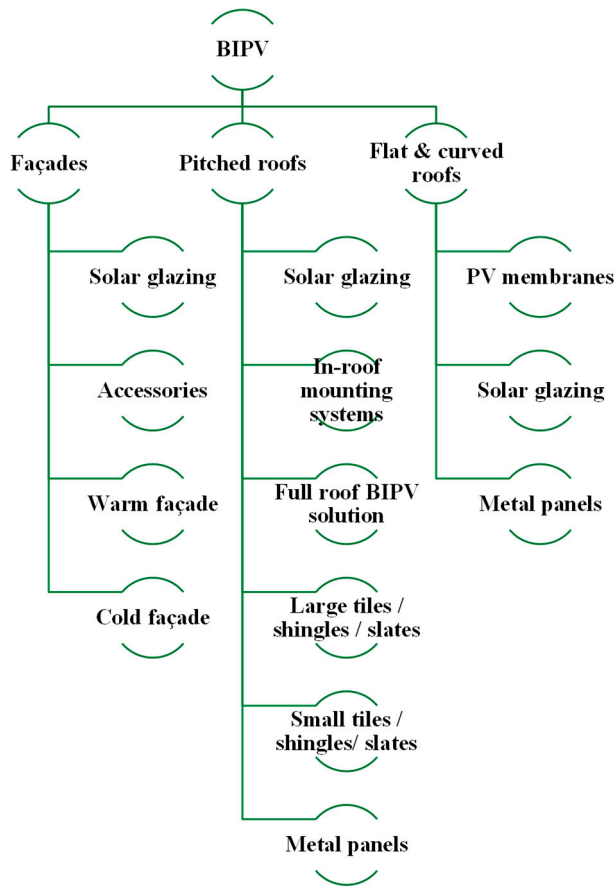 BIPV
Façades
Pitched roofs
Flat & curved
roofs
Solar glazing
Accessories
Warm façade
Cold façade
Solar glazing
In-roof
mounting
systems
Full roof BIPV
solution
Large tiles /
shingles / slates
Small tiles /
shingles/ slates
Metal panels
PV membranes
Solar glazing
Metal panels